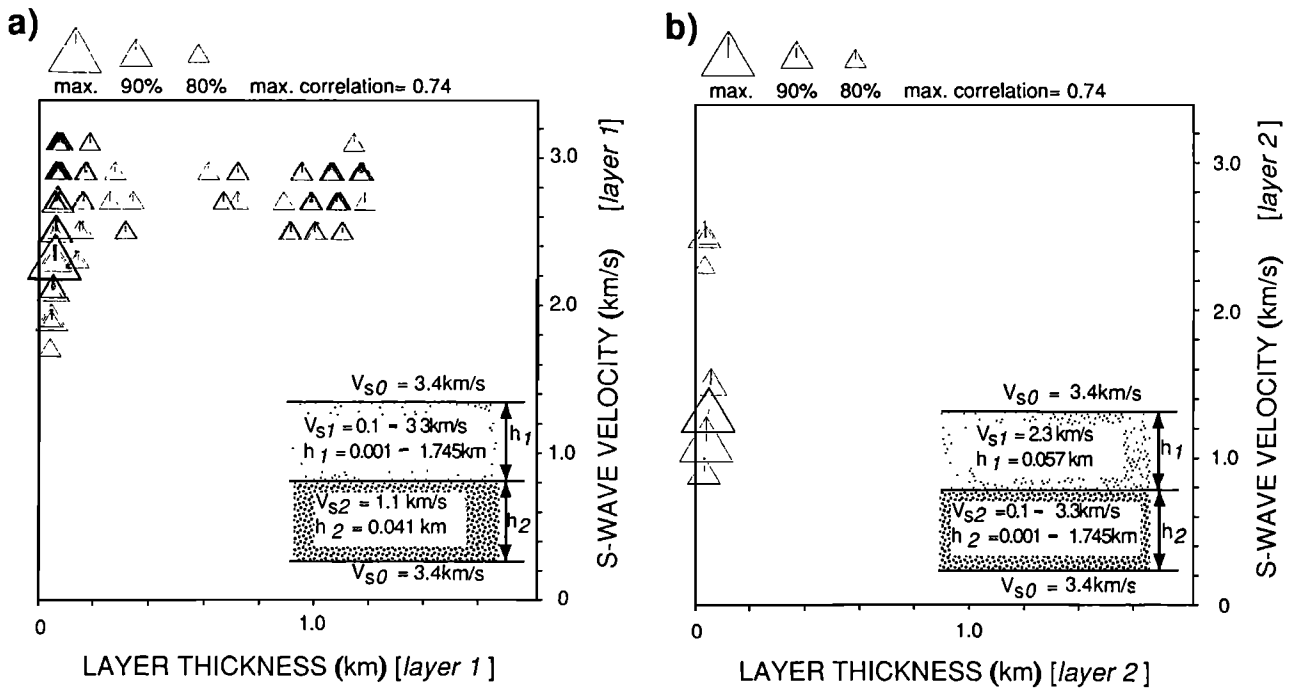 a)
max. 90% 80% max. correlation= 0.74
3.0
2.0
1.0
0
S-WAVE VELOCITY (km/s) [layer 1]
VS0 = 3.4km/s
VS1 = 0.1 - 33km/s
h1 = 0.001 - 1.745km
h1
VS2 = 1.1 km/s
h2 = 0.041 km
h2
VS0 = 3.4km/s
0 1.0
LAYER THICKNESS (km) [layer 1]
b)
max. 90% 80% max. correlation= 0.74
3.0
2.0
1.0
0
S-WAVE VELOCITY (km/s) [layer 2]
VS0 = 3.4km/s
VS1 = 2.3 km/s
h1 = 0.057 km
h1
VS2 =0.1 - 3.3km/s
h2 =0.001 - 1.745km
h2
VS0 = 3.4km/s
0 1.0
LAYER THICKNESS (km) [layer 2]